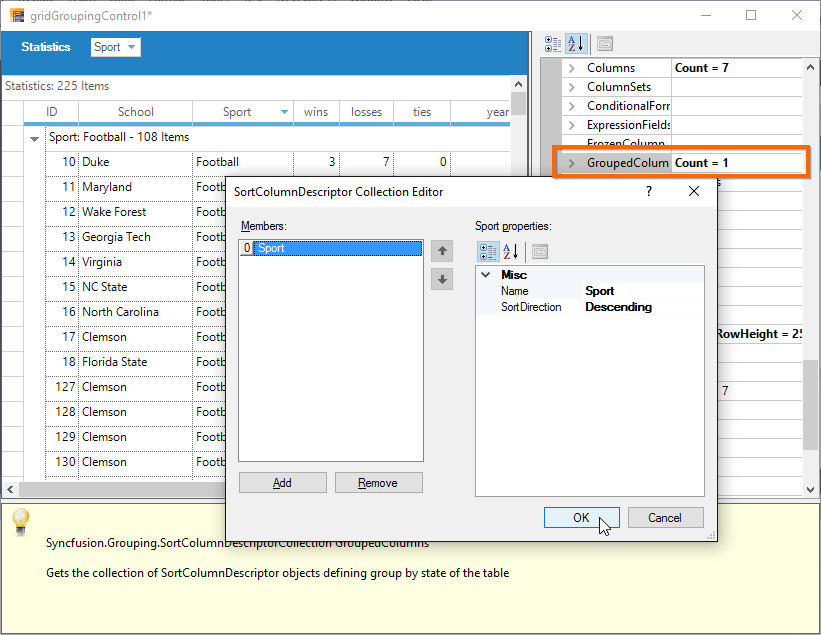 gridGroupingControl1*
Statistics Sport
Statistics: 225 Items
ID School Sport wins losses ties year
Sport: Football - 108 Items
10 Duke Football 3 7 0
11 Maryland Footb
12 Wake Forest Footb
13 Georgia Tech Footb
14 Virginia Footb
15 NC State Footb
16 North Carolina Footb
17 Clemson Footb
18 Florida State Footb
127 Clemson Footb
128 Clemson Footb
129 Clemson Footb
130 Clemson Footb
Columns Count = 7
ColumnSets
ConditionalForm
ExpressionFields
FrozenColumn
GroupedColum Count = 1
s
RowHeight = 25
7
SortColumnDescriptor Collection Editor
?
Members:
0 Sport
Add Remove
Sport properties:
Misc
Name Sport
SortDirection Descending
OK Cancel
Syncfusion.Grouping.SortColumnDescriptorCollection GroupedColumns
Gets the collection of SortColumnDescriptor objects defining group by state of the table